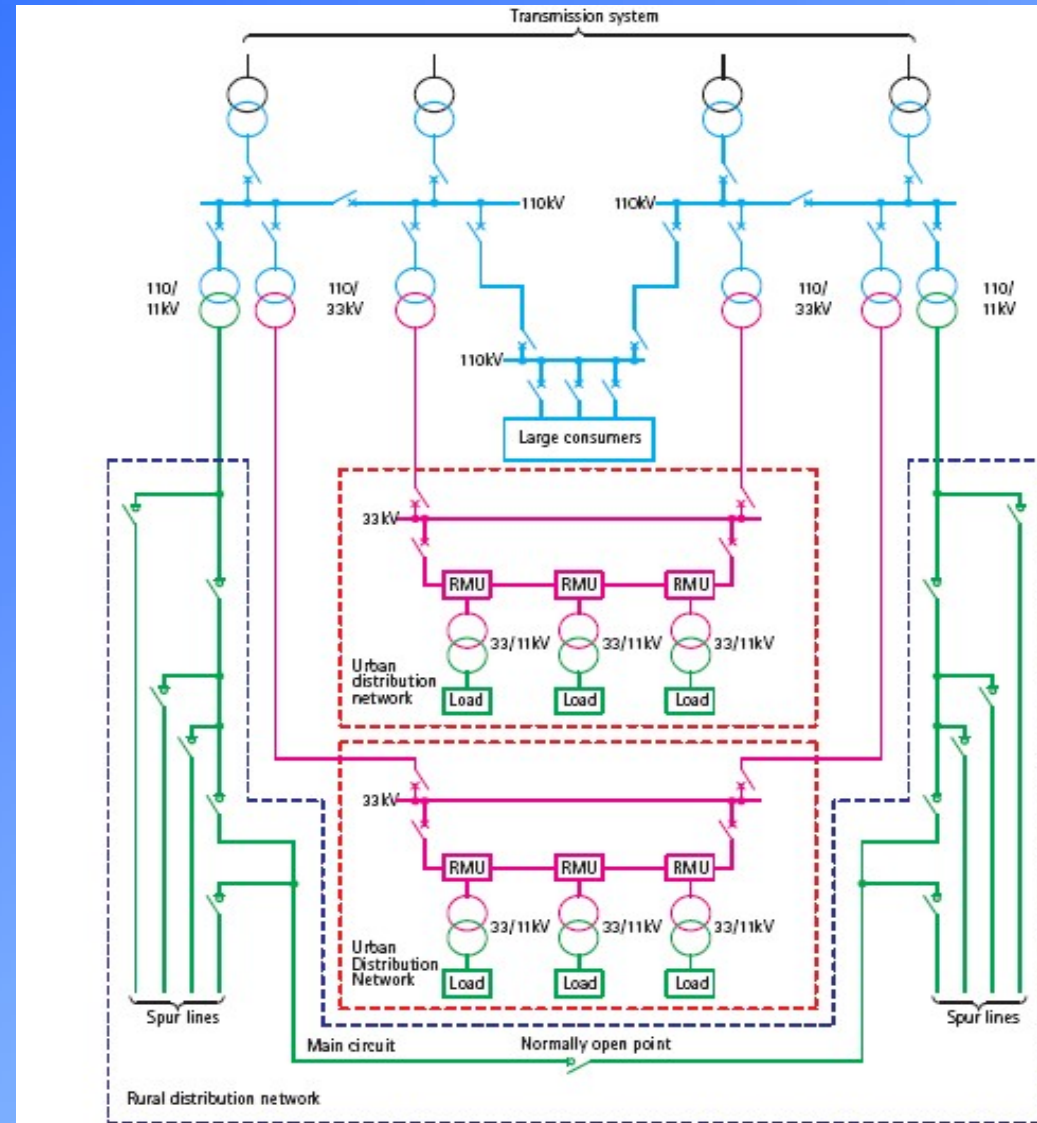 Transmission system
110kV
110kV
110/
11kV
110/
33kV
110/
33kV
110/
11kV
110kV
Large consumers
33kV
RMU
RMU
RMU
33/11kV
33/11kV
33/11kV
Urban
distribution
network
Load
Load
Load
33kV
RMU
RMU
RMU
33/11kV
33/11kV
33/11kV
Urban
Distribution
Network
Load
Load
Load
Spur lines
Spur lines
Main circuit
Normally open point
Rural distribution network